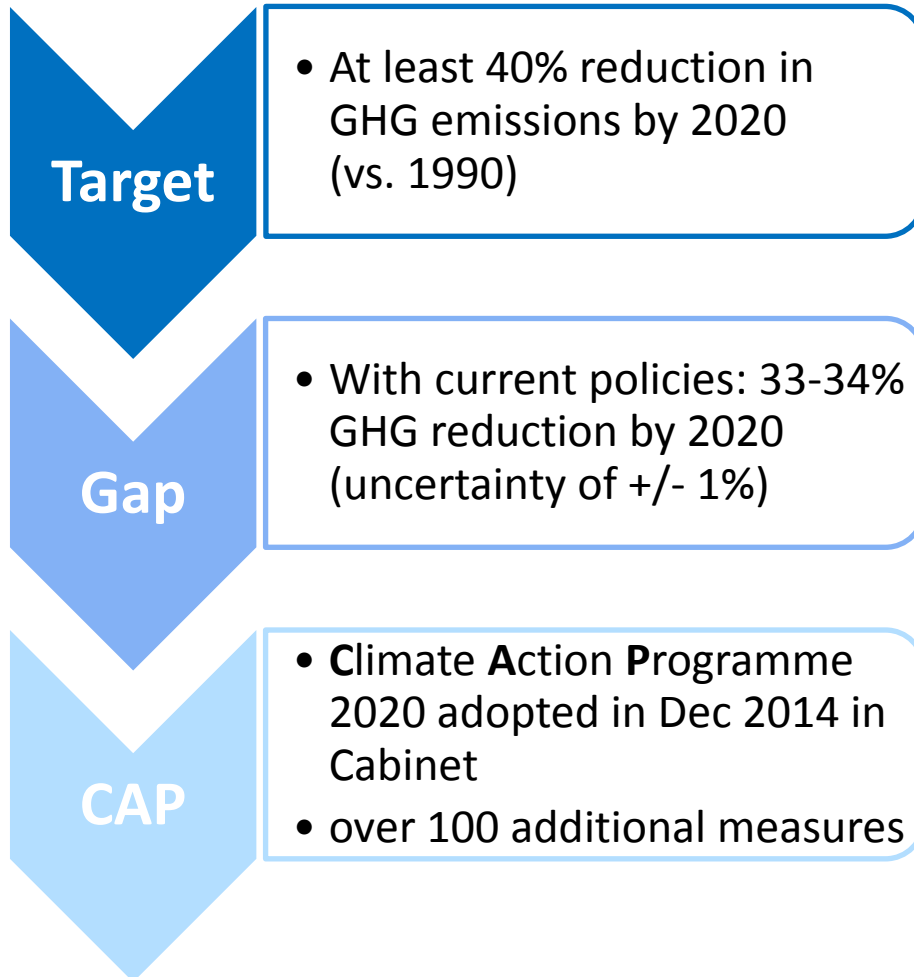 Target
• At least 40% reduction in
GHG emissions by 2020
(vs. 1990)
Gap
• With current policies: 33-34%
GHG reduction by 2020
(uncertainty of +/- 1%)
CAP
• Climate Action Programme
2020 adopted in Dec 2014 in
Cabinet
• over 100 additional measures